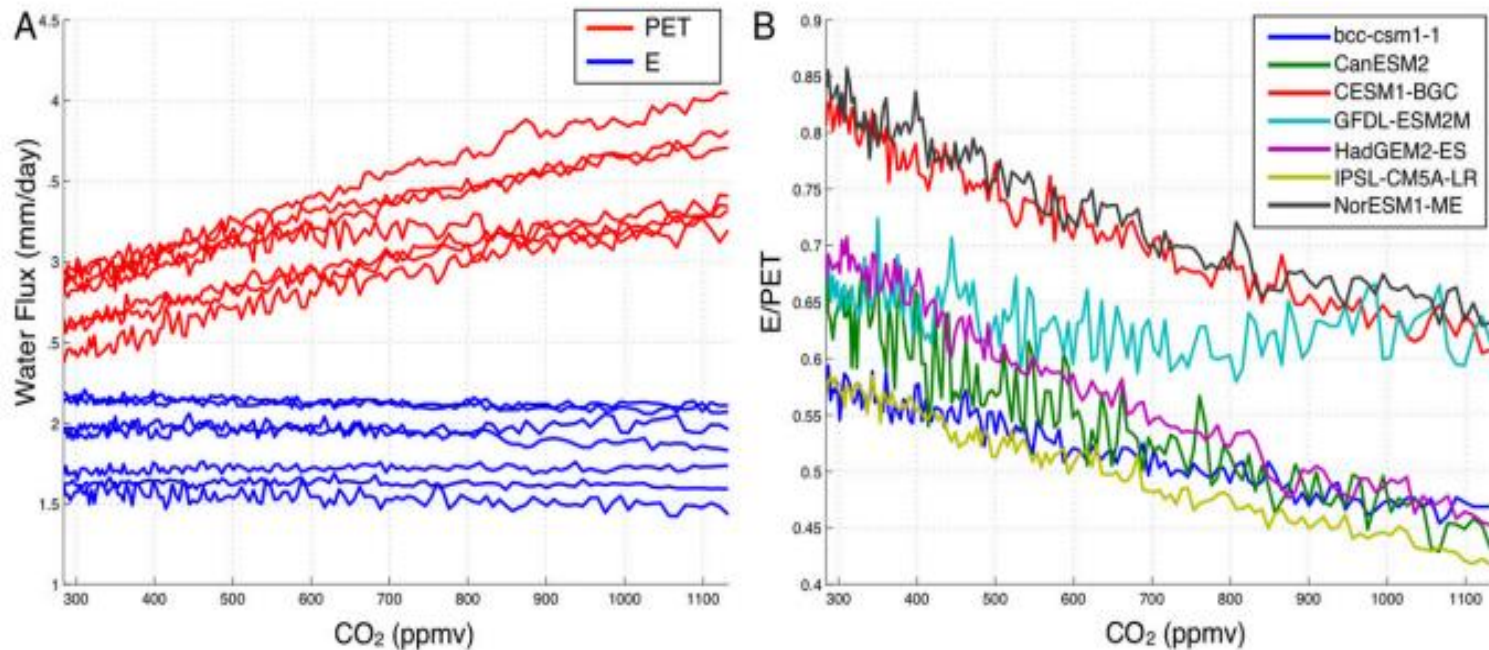 A
4.5
4
.5
3
.5
2
1.5
1
Water Flux (mm/day)
PET
E
300 400 500 600 700 800 900 1000 1100
CO₂ (ppmv)
B
0.9
0.85
0.8
0.75
0.7
0.65
0.6
0.55
0.5
0.45
0.4
E/PET
bcc-csm1-1
CanESM2
CESM1-BGC
GFDL-ESM2M
HadGEM2-ES
IPSL-CM5A-LR
NorESM1-ME
300 400 500 600 700 800 900 1000 1100
CO₂ (ppmv)